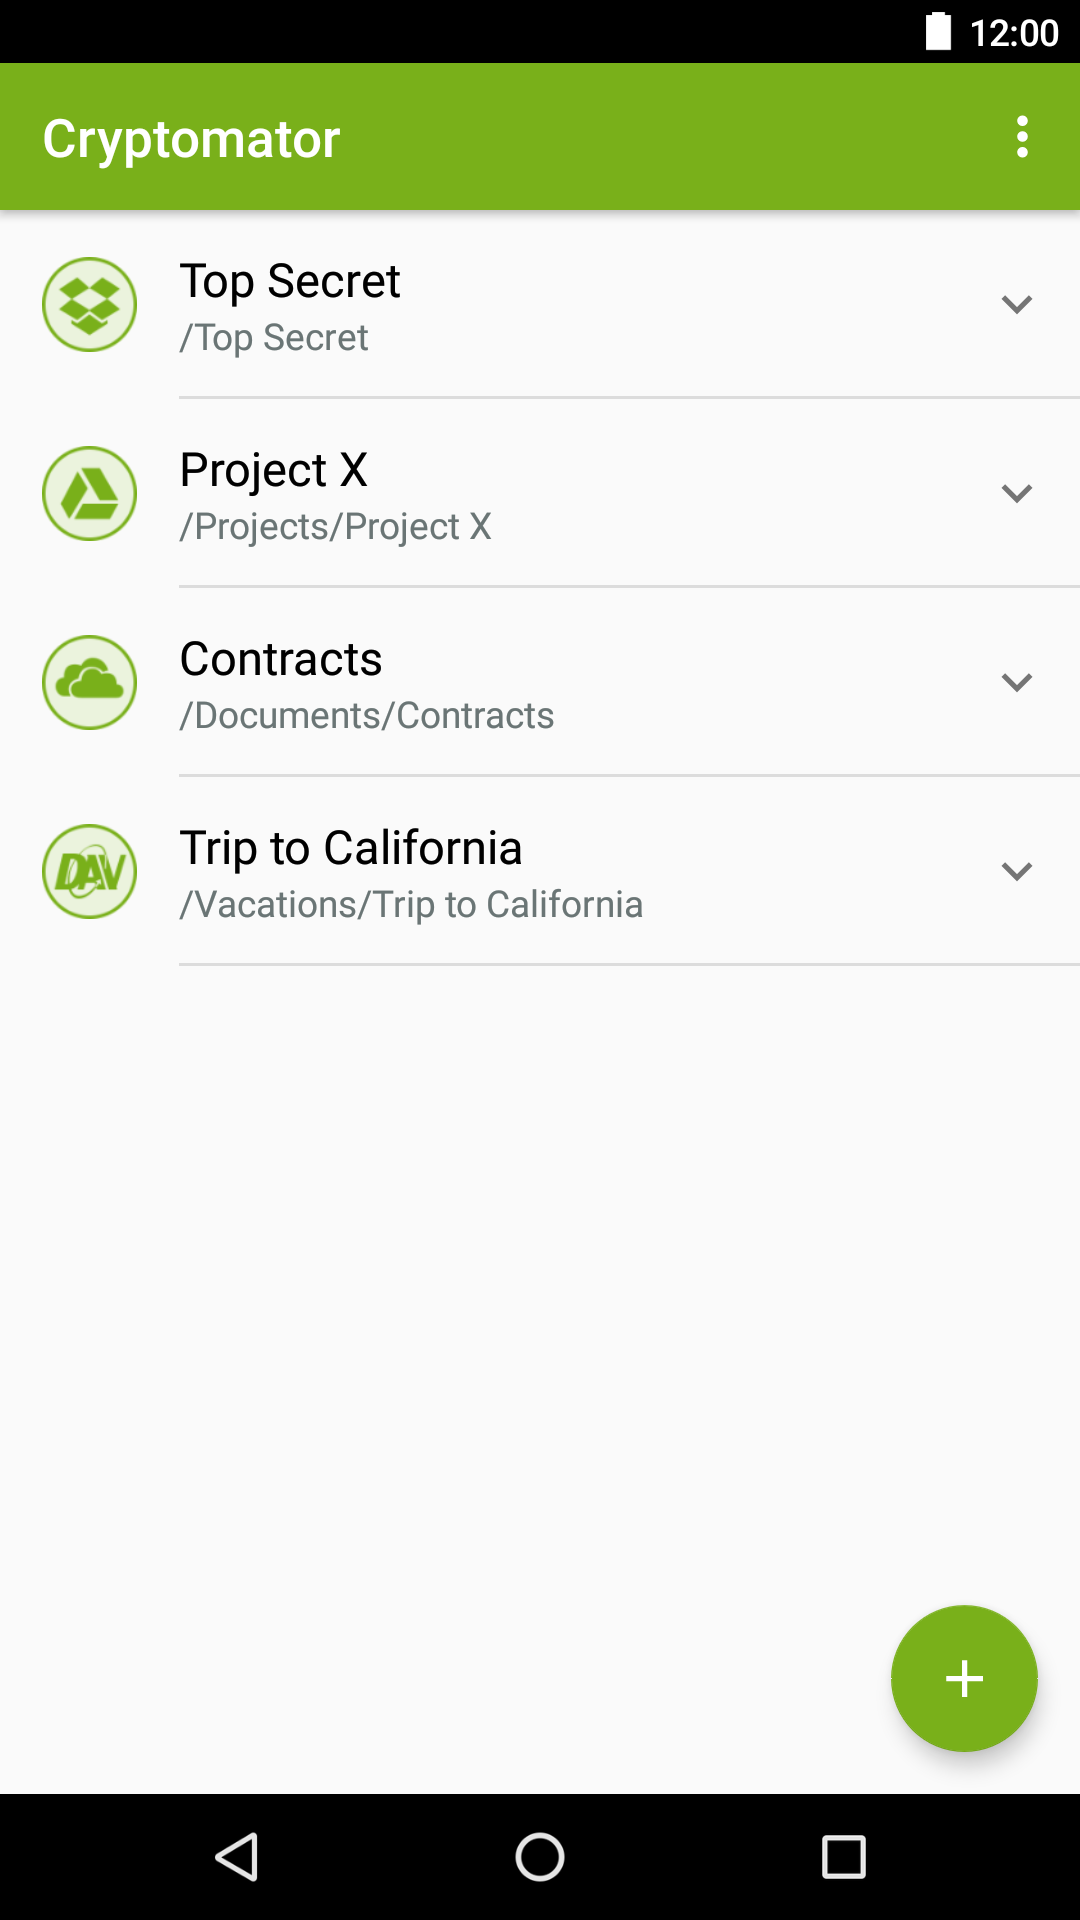 12:00
Cryptomator
Top Secret
/Top Secret
Project X
/Projects/Project X
Contracts
/Documents/Contracts
DAV
Trip to California
/Vacations/Trip to California